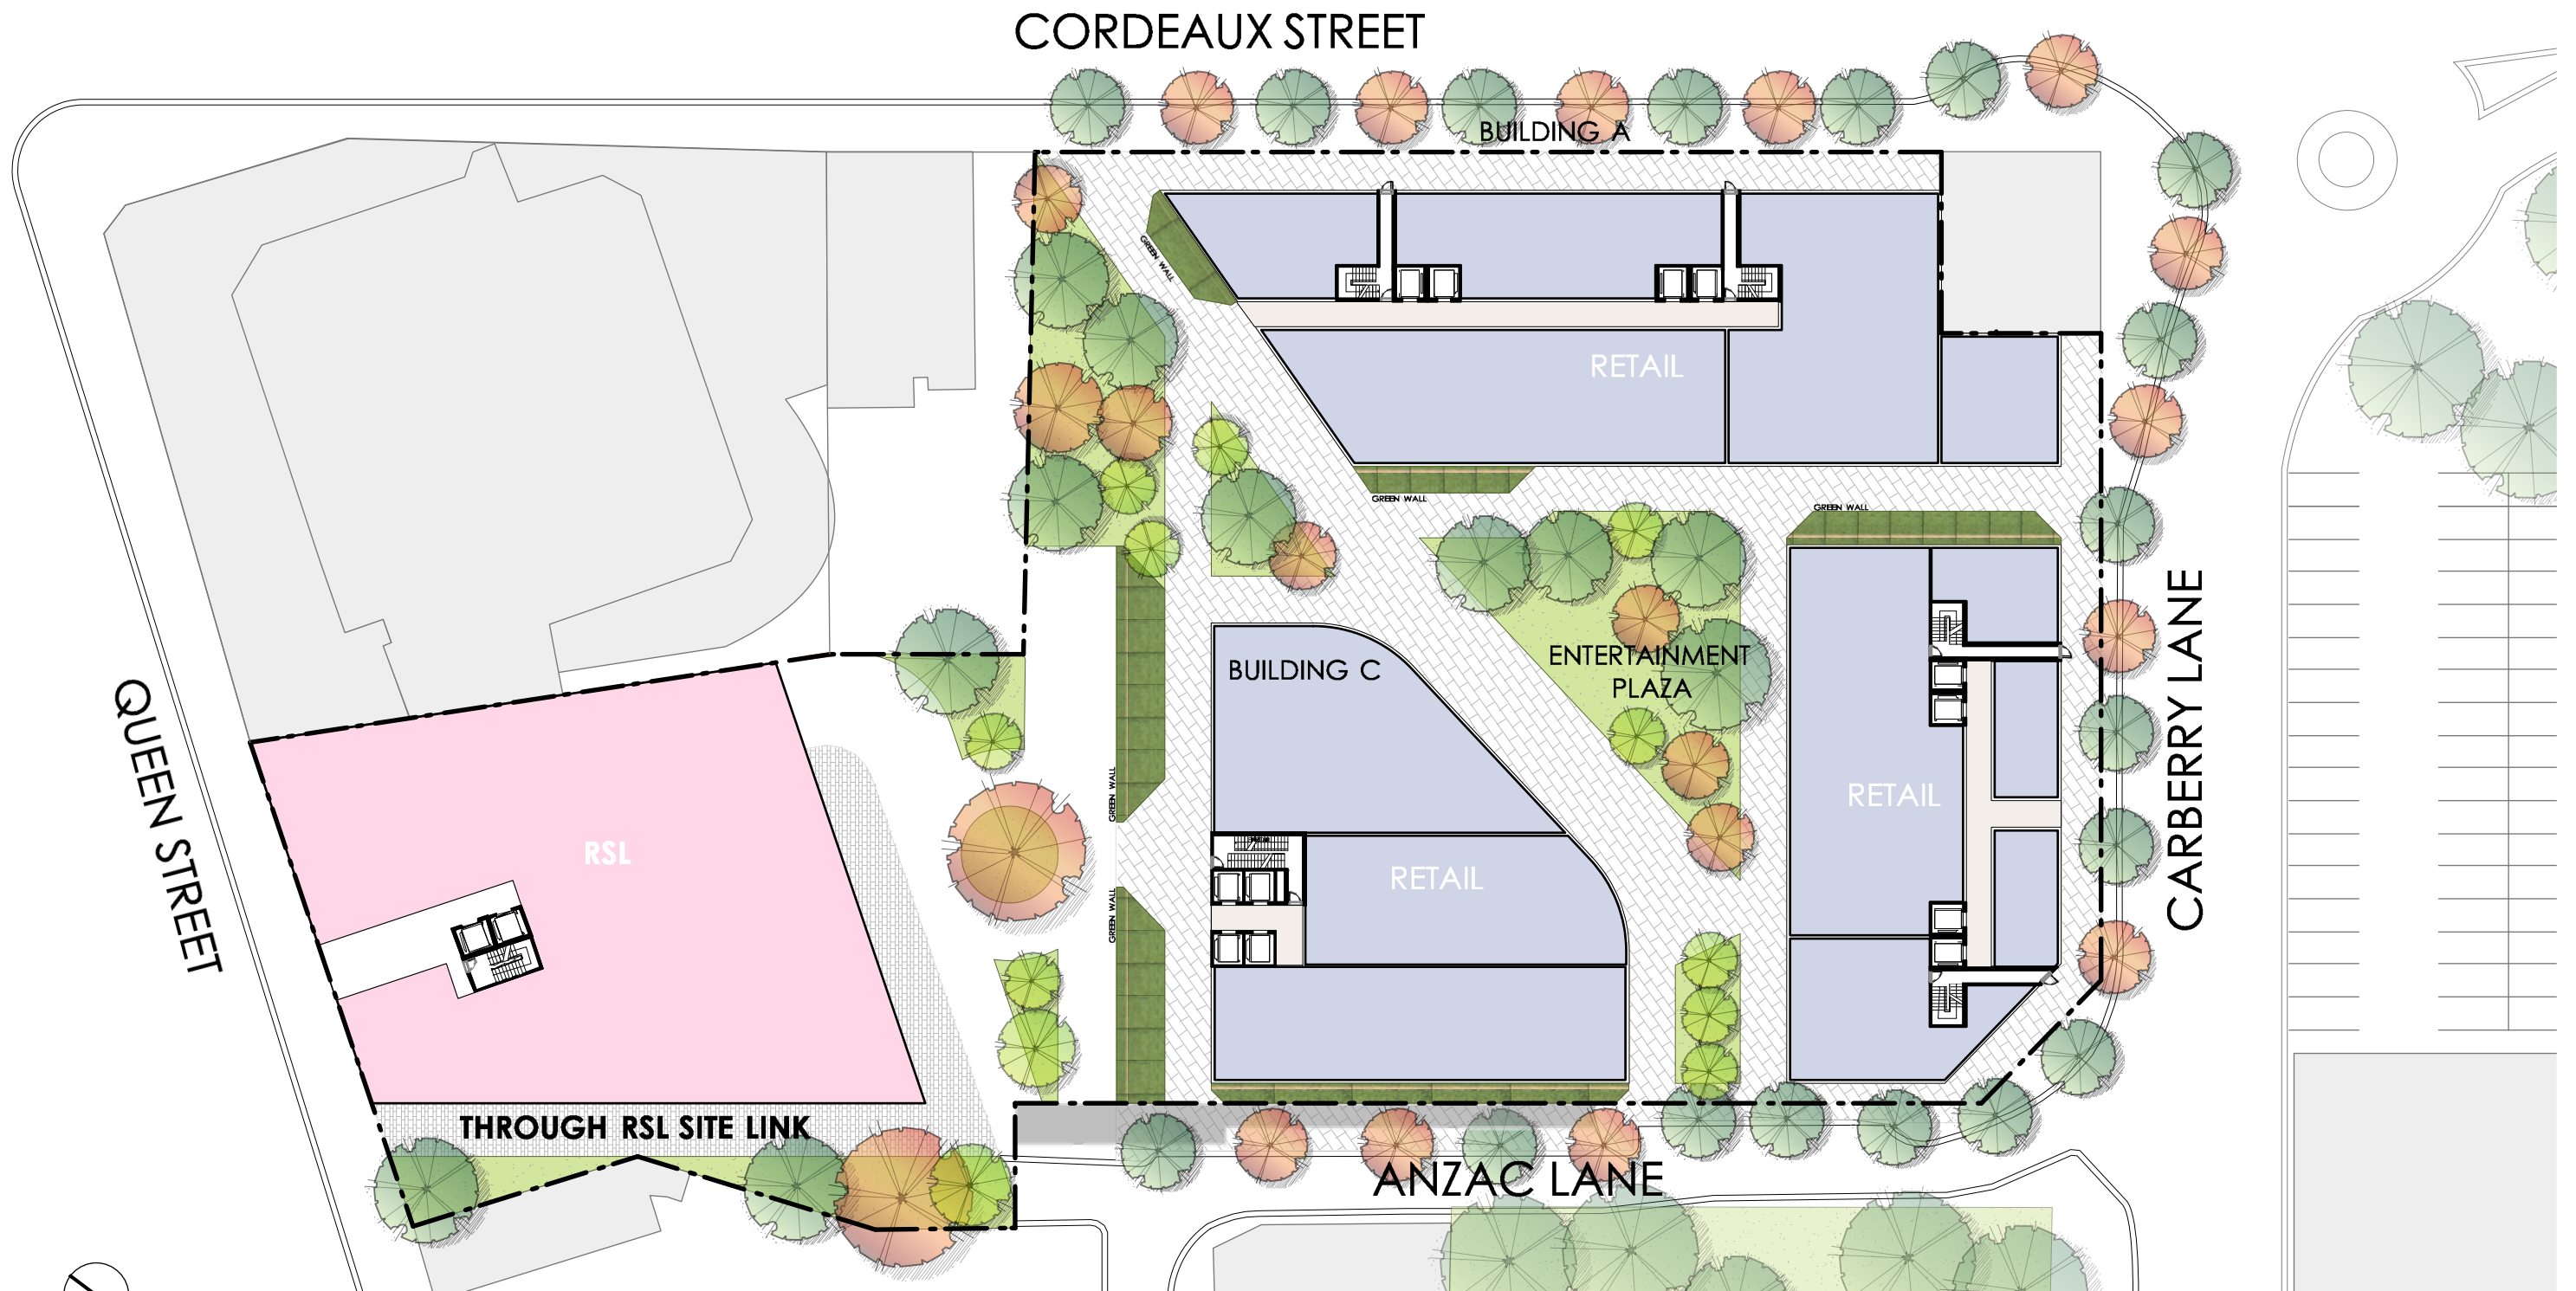 CORDEAUX STREET
BUILDING A
GREEN WALL
RETAIL
GREEN WALL
GREEN WALL
BUILDING C
ENTERTAINMENT
PLAZA
QUEEN STREET
CARBERRY LANE
GREEN WALL
RETAIL
RSL
RETAIL
GREEN WALL
THROUGH RSL SITE LINK
ANZAC LANE